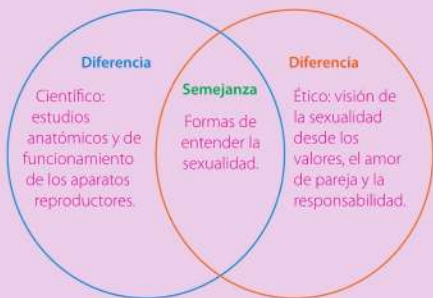 Diferencia
Científico:
estudios
anatómicos y de
funcionamiento
de los aparatos
reproductores.
Semejanza
Formas de
entender la
sexualidad.
Diferencia
Ético: visión de
la sexualidad
desde los
valores, el amor
de pareja y la
responsabilidad.